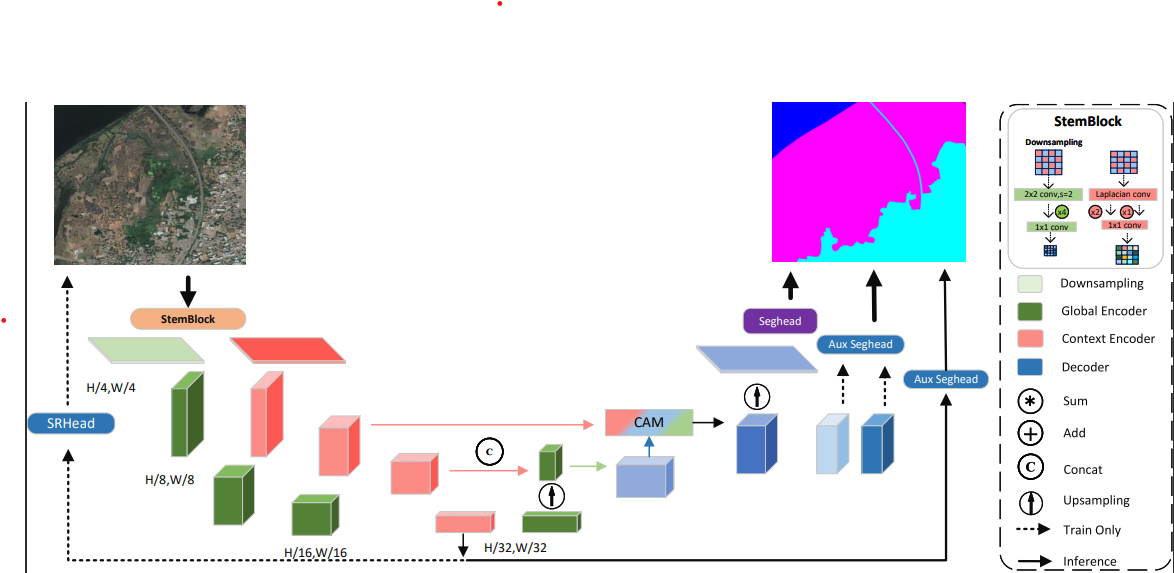 StemBlock
Downsampling
2x2 conv,s=2
Laplacian conv
x4
x2
x1
1x1 conv
1x1 conv
Downsampling
Global Encoder
Context Encoder
Decoder
* Sum
+ Add
C Concat
Upsampling
Train Only
Inference
StemBlock
Seghead
Aux Seghead
Aux Seghead
H/4,W/4
SRHead
CAM
C
H/8,W/8
H/16,W/16
H/32,W/32